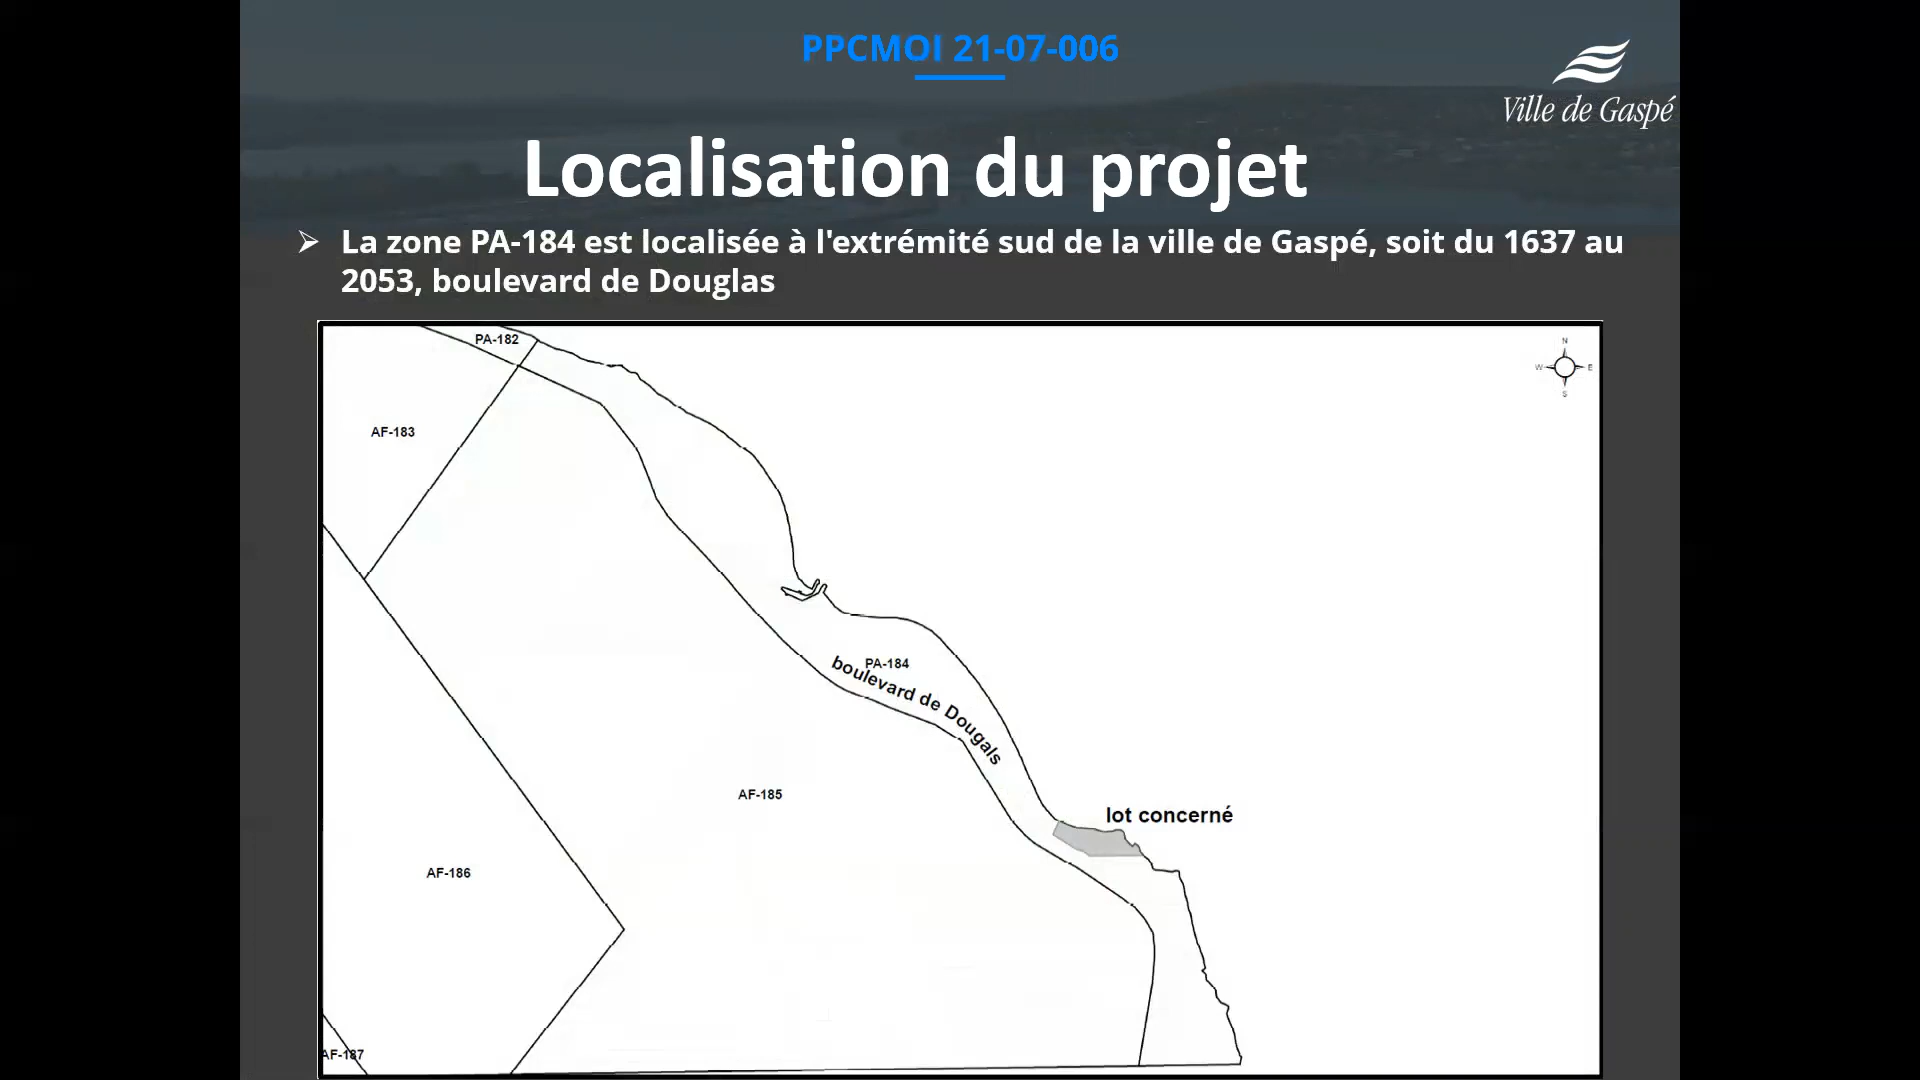 PPCMOI 21-07-006
Ville de Gaspé
Localisation du projet
La zone PA-184 est localisée à l'extrémité sud de la ville de Gaspé, soit du 1637 au
2053, boulevard de Douglas
PA-182
N
W E
S
AF-183
PA-184
boulevard de Dougals
AF-185
lot concerné
AF-186
AF-187